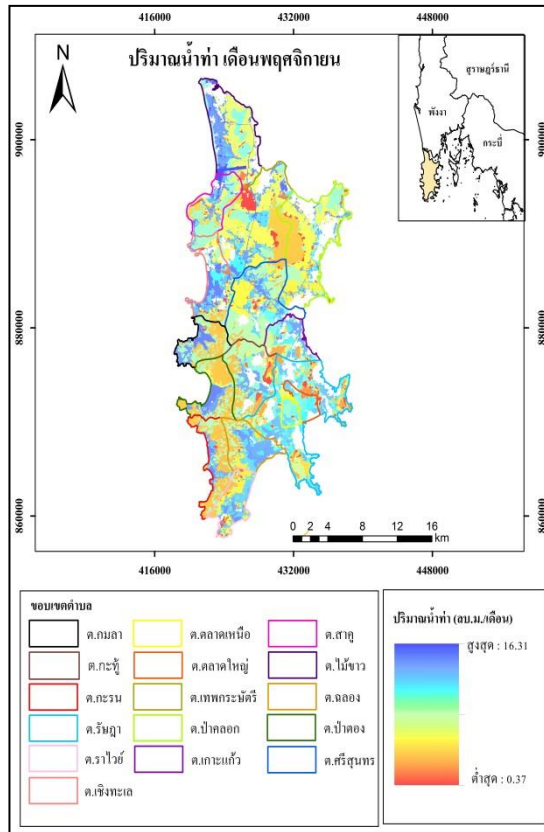 416000 432000 448000
ปริมาณน้ำท่า เดือนพฤศจิกายน
N
สุราษฎร์ธานี
พังงา
กระบี่
900000
880000
860000
900000
880000
860000
0 2 4 8 12 16
km
416000 432000 448000
ขอบเขตตำบล
ต.กมลา
ต.กะทู้
ต.กะรน
ต.รัษฎา
ต.ราไวย์
ต.เชิงทะเล
ต.ตลาดเหนือ
ต.ตลาดใหญ่
ต.เทพกระษัตรี
ต.ป่าคลอก
ต.เกาะแก้ว
ต.สาคู
ต.ไม้ขาว
ต.ฉลอง
ต.ป่าตอง
ต.ศรีสุนทร
ปริมาณน้ำท่า (ลบ.ม./เดือน)
สูงสุด : 16.31
ต่ำสุด : 0.37